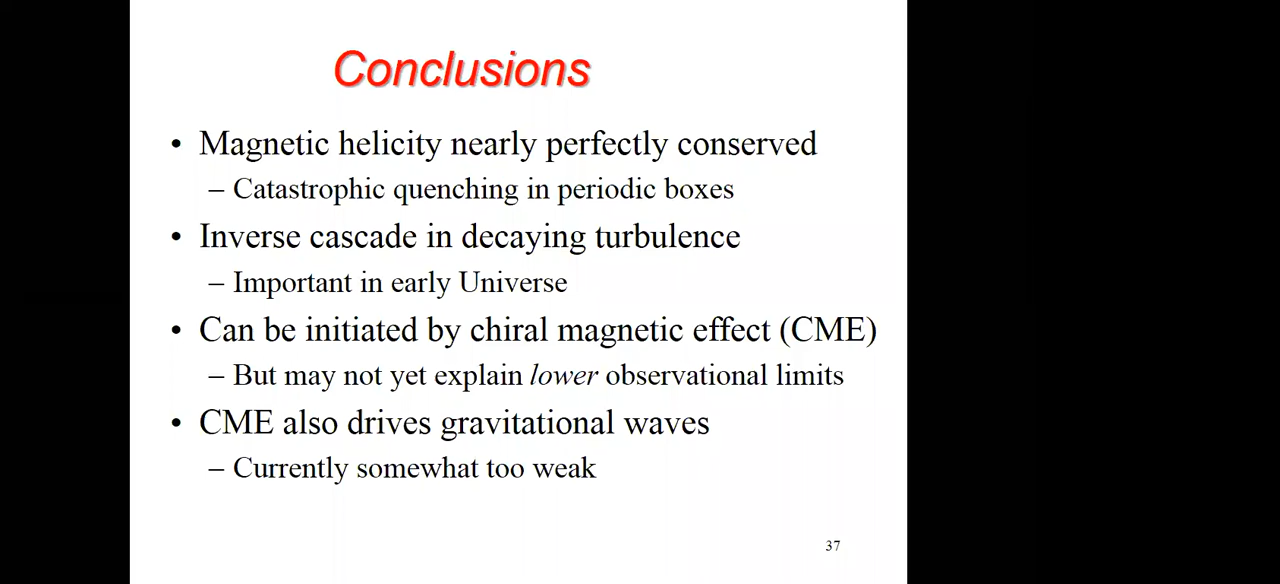 Conclusions
• Magnetic helicity nearly perfectly conserved
– Catastrophic quenching in periodic boxes
• Inverse cascade in decaying turbulence
– Important in early Universe
• Can be initiated by chiral magnetic effect (CME)
– But may not yet explain lower observational limits
• CME also drives gravitational waves
– Currently somewhat too weak
37